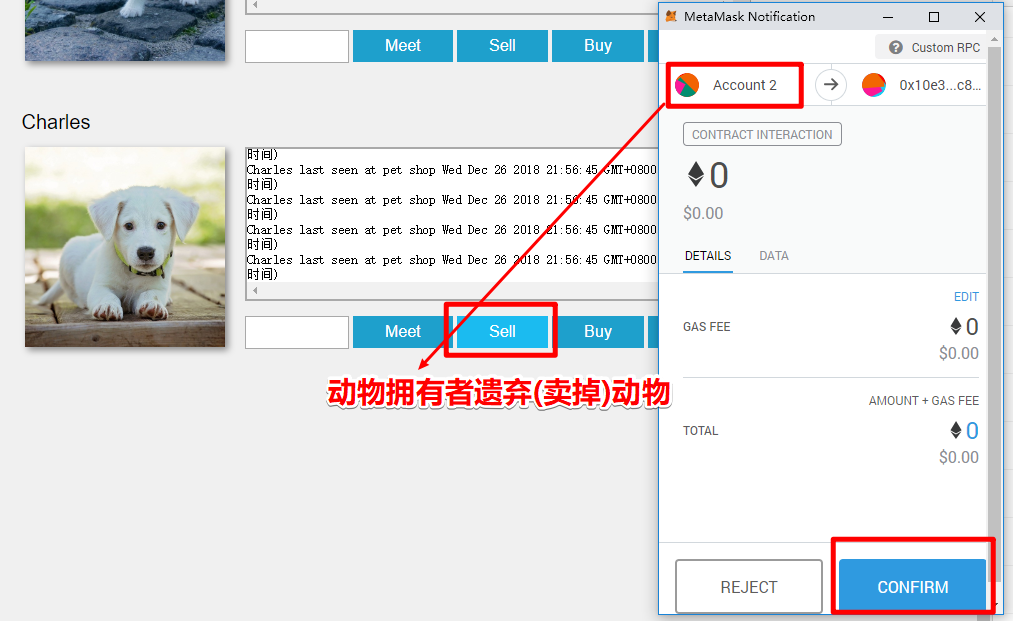 Meet
Sell
Buy
Charles
时间)
Charles last seen at pet shop Wed Dec 26 2018 21:56:45 GMT+0800
时间)
Charles last seen at pet shop Wed Dec 26 2018 21:56:45 GMT+0800
时间)
Charles last seen at pet shop Wed Dec 26 2018 21:56:45 GMT+0800
时间)
Charles last seen at pet shop Wed Dec 26 2018 21:56:45 GMT+0800
时间)
Meet
Sell
Buy
动物拥有者遗弃(卖掉)动物
MetaMask Notification
? Custom RPC
Account 2
0x10e3...c8...
CONTRACT INTERACTION
0
$0.00
DETAILS
DATA
EDIT
GAS FEE
0
$0.00
AMOUNT + GAS FEE
TOTAL
0
$0.00
REJECT
CONFIRM